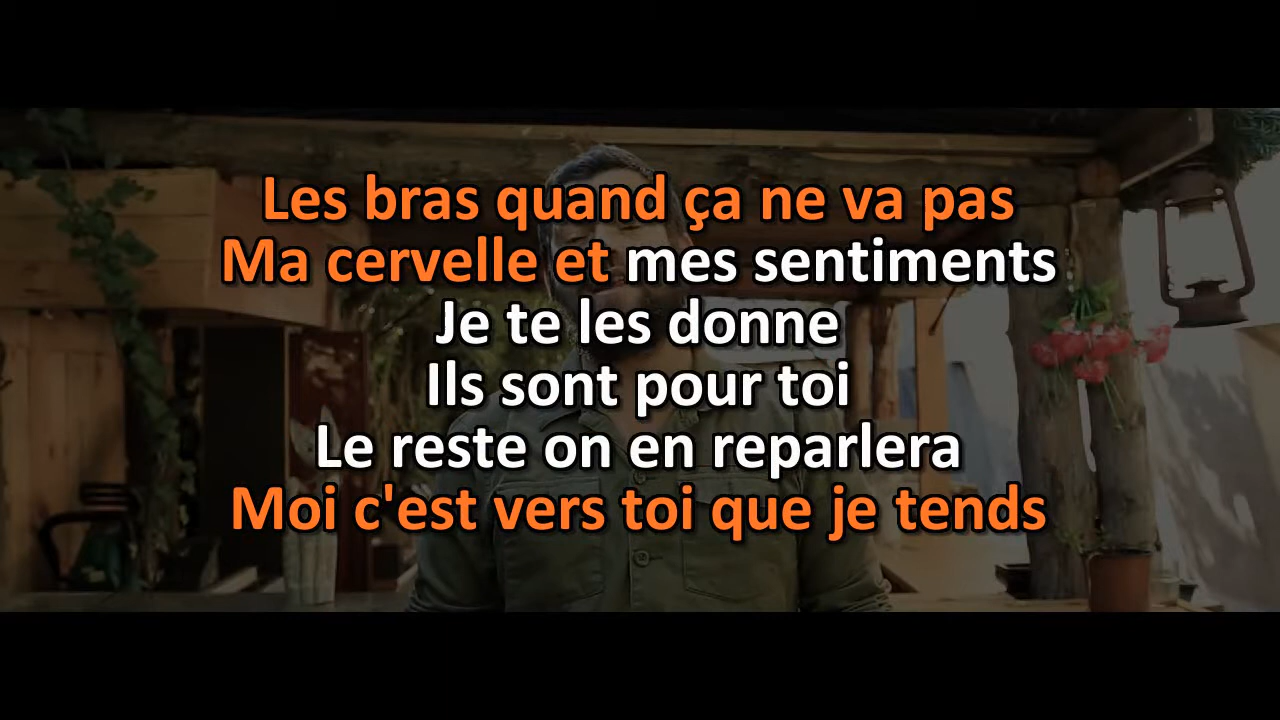 Les bras quand ça ne va pas
Ma cervelle et mes sentiments
Je te les donne
Ils sont pour toi
Le reste on en reparlera
Moi c'est vers toi que je tends